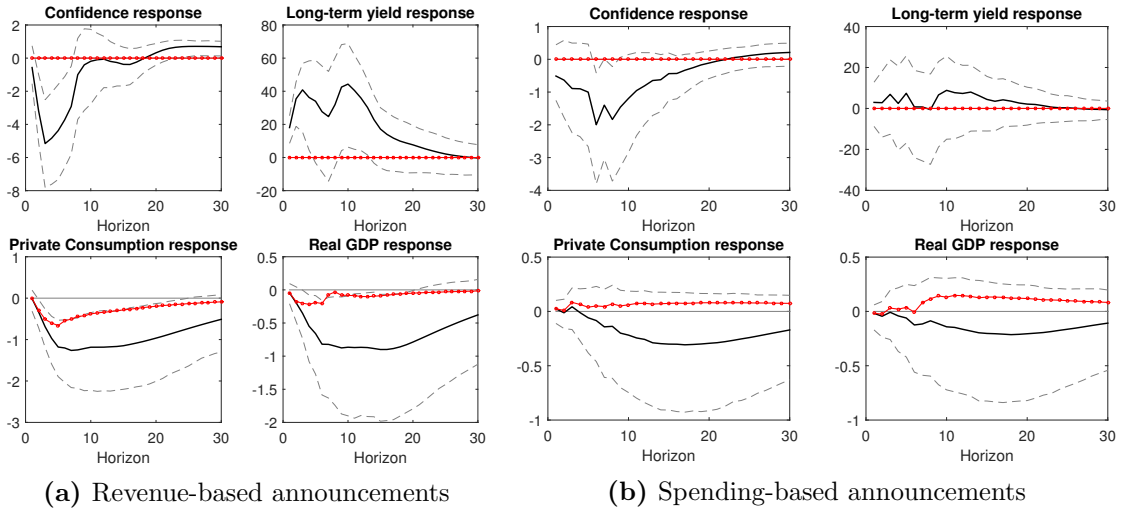 Confidence response
2
0
-2
-4
-6
-8
0 10 20 30
Long-term yield response
80
60
40
20
0
-20
0 10 20 30
Horizon
Private Consumption response
1
0
-1
-2
-3
0 10 20 30
Horizon
Real GDP response
0.5
0
-0.5
-1
-1.5
-2
0 10 20 30
Horizon
(a) Revenue-based announcements
Confidence response
1
0
-1
-2
-3
-4
0 10 20 30
Horizon
Long-term yield response
40
20
0
-20
-40
0 10 20 30
Horizon
Private Consumption response
0.5
0
-0.5
-1
0 10 20 30
Horizon
Real GDP response
0.5
0
-0.5
-1
0 10 20 30
Horizon
(b) Spending-based announcements